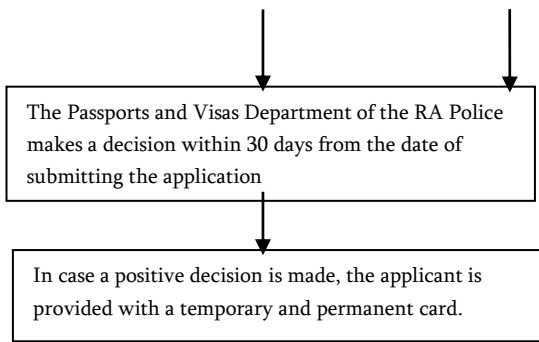 The Passports and Visas Department of the RA Police
makes a decision within 30 days from the date of
submitting the application
In case a positive decision is made, the applicant is
provided with a temporary and permanent card.